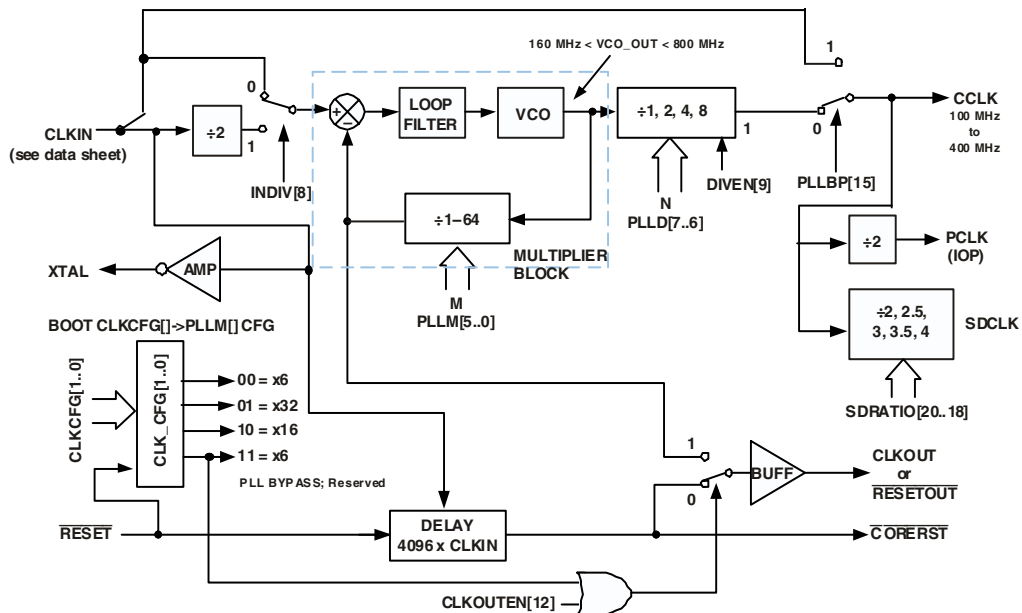 160 MHz < VCO_OUT < 800 MHz
1
0
CLKIN
(see data sheet)
÷2
1
INDIV[8]
+
−
LOOP
FILTER
VCO
÷1, 2, 4, 8
1
DIVEN[9]
N
PLLD[7..6]
0
PLLBP[15]
CCLK
100 MHz
to
400 MHz
÷1−64
MULTIPLIER
BLOCK
M
PLLM[5..0]
÷2
PCLK
(IOP)
÷2, 2.5,
3, 3.5, 4
SDCLK
SDRATIO[20..18]
XTAL
AMP
BOOT CLKCFG[]->PLLM[] CFG
CLKCFG[1..0]
CLK_CFG[1..0]
00 = x6
01 = x32
10 = x16
11 = x6
PLL BYPASS; Reserved
1
0
BUFF
CLKOUT
or
RESETOUT
RESET
DELAY
4096 x CLKIN
CORERST
CLKOUTEN[12]